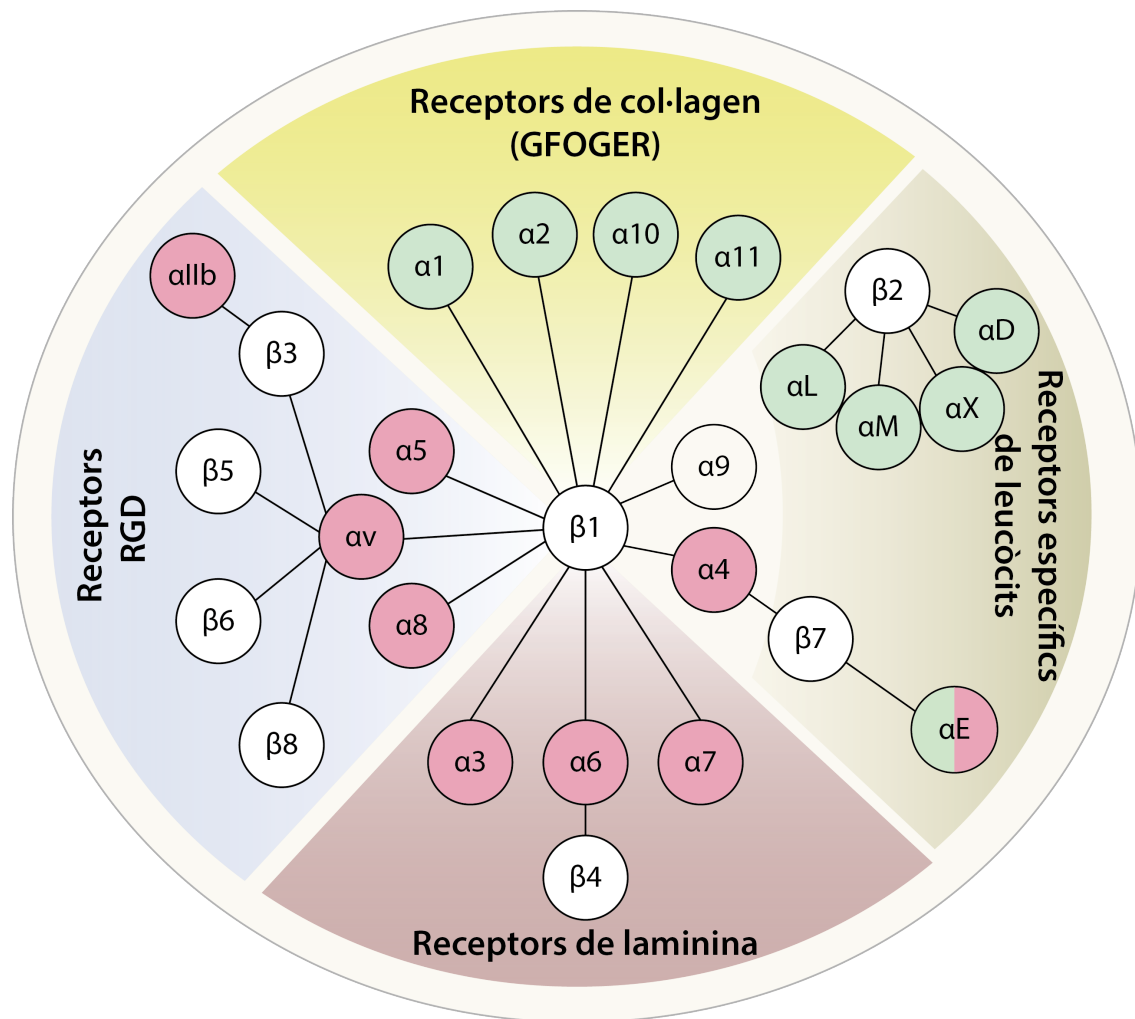 Receptors de col·lagen
(GFOGER)
α1
α2
α10
α11
Receptors
RGD
αIIb
β3
β5
α5
αv
β6
α8
β8
β1
Receptors específics
de leucòcits
β2
αD
αL
αM
αX
α9
α4
β7
αE
α3
α6
α7
β4
Receptors de laminina